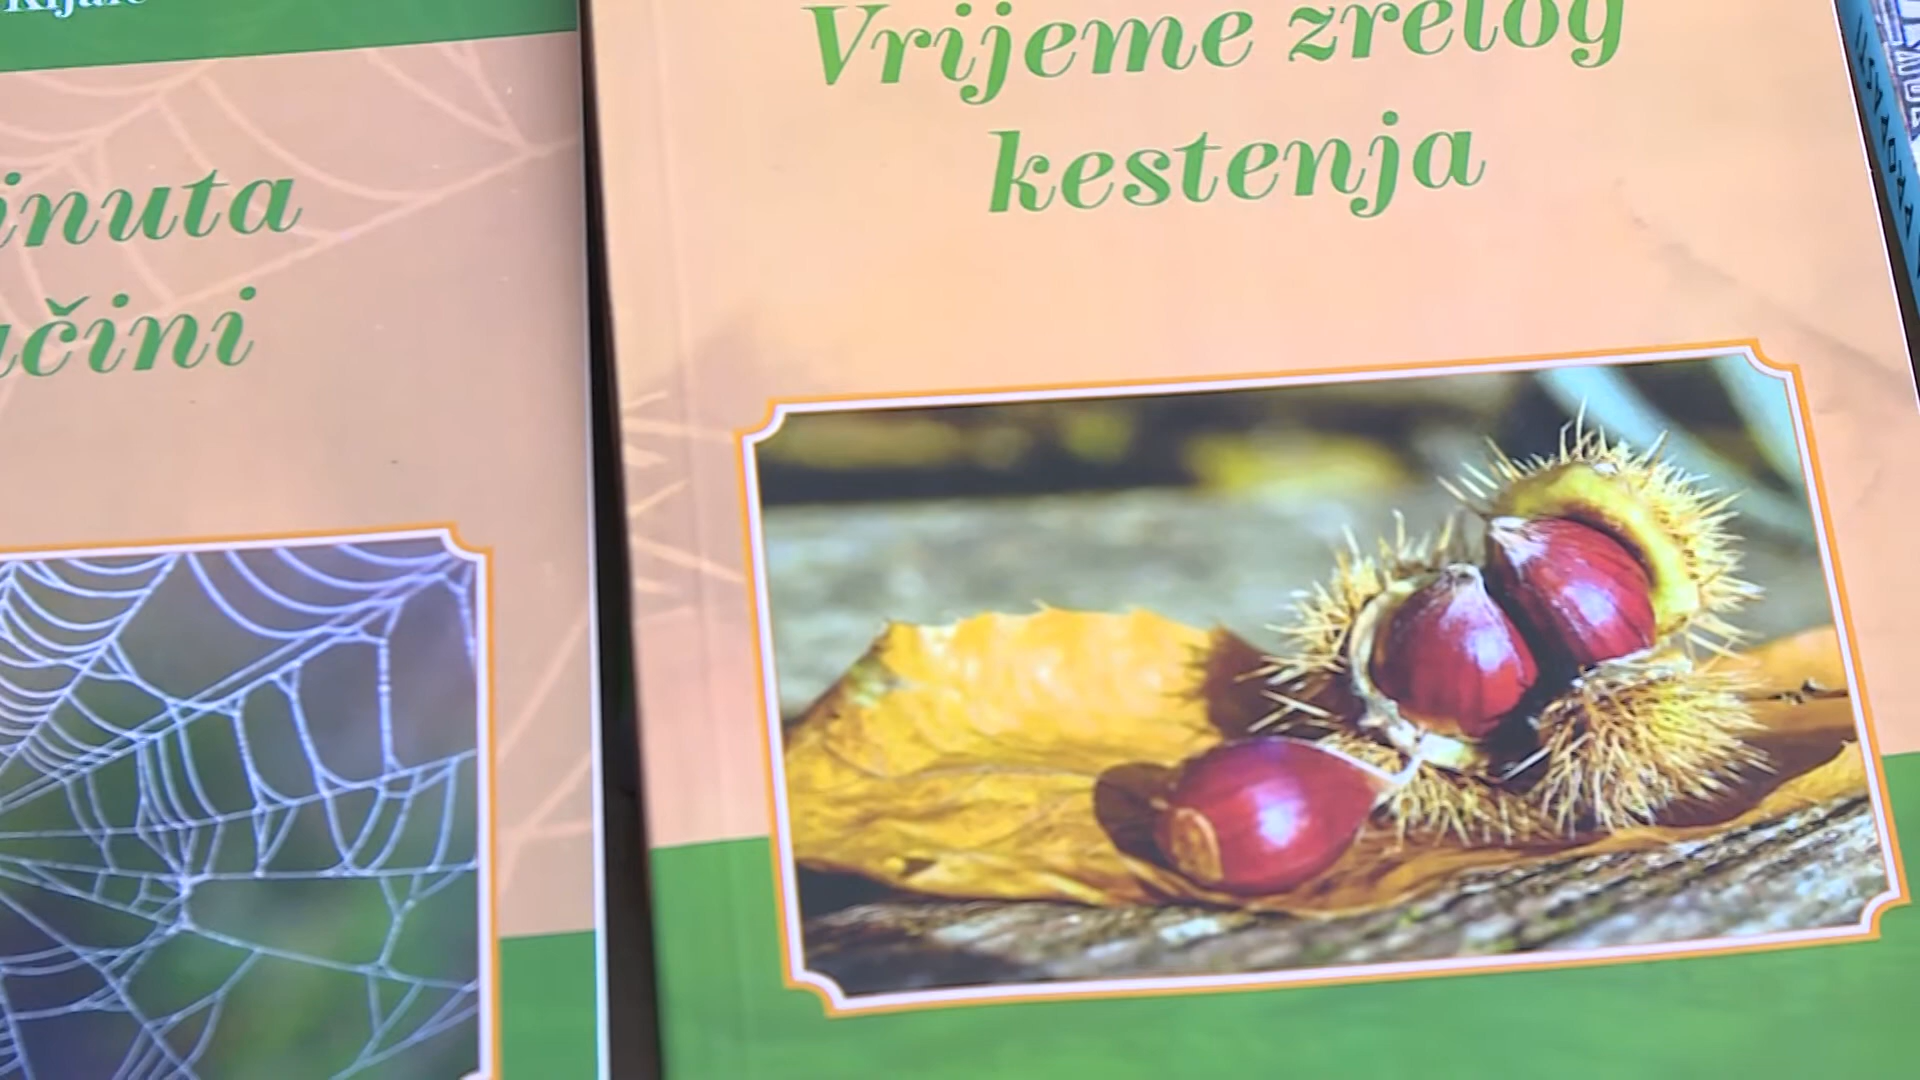 Vrijeme zrelog
kestenja
inuta
čini